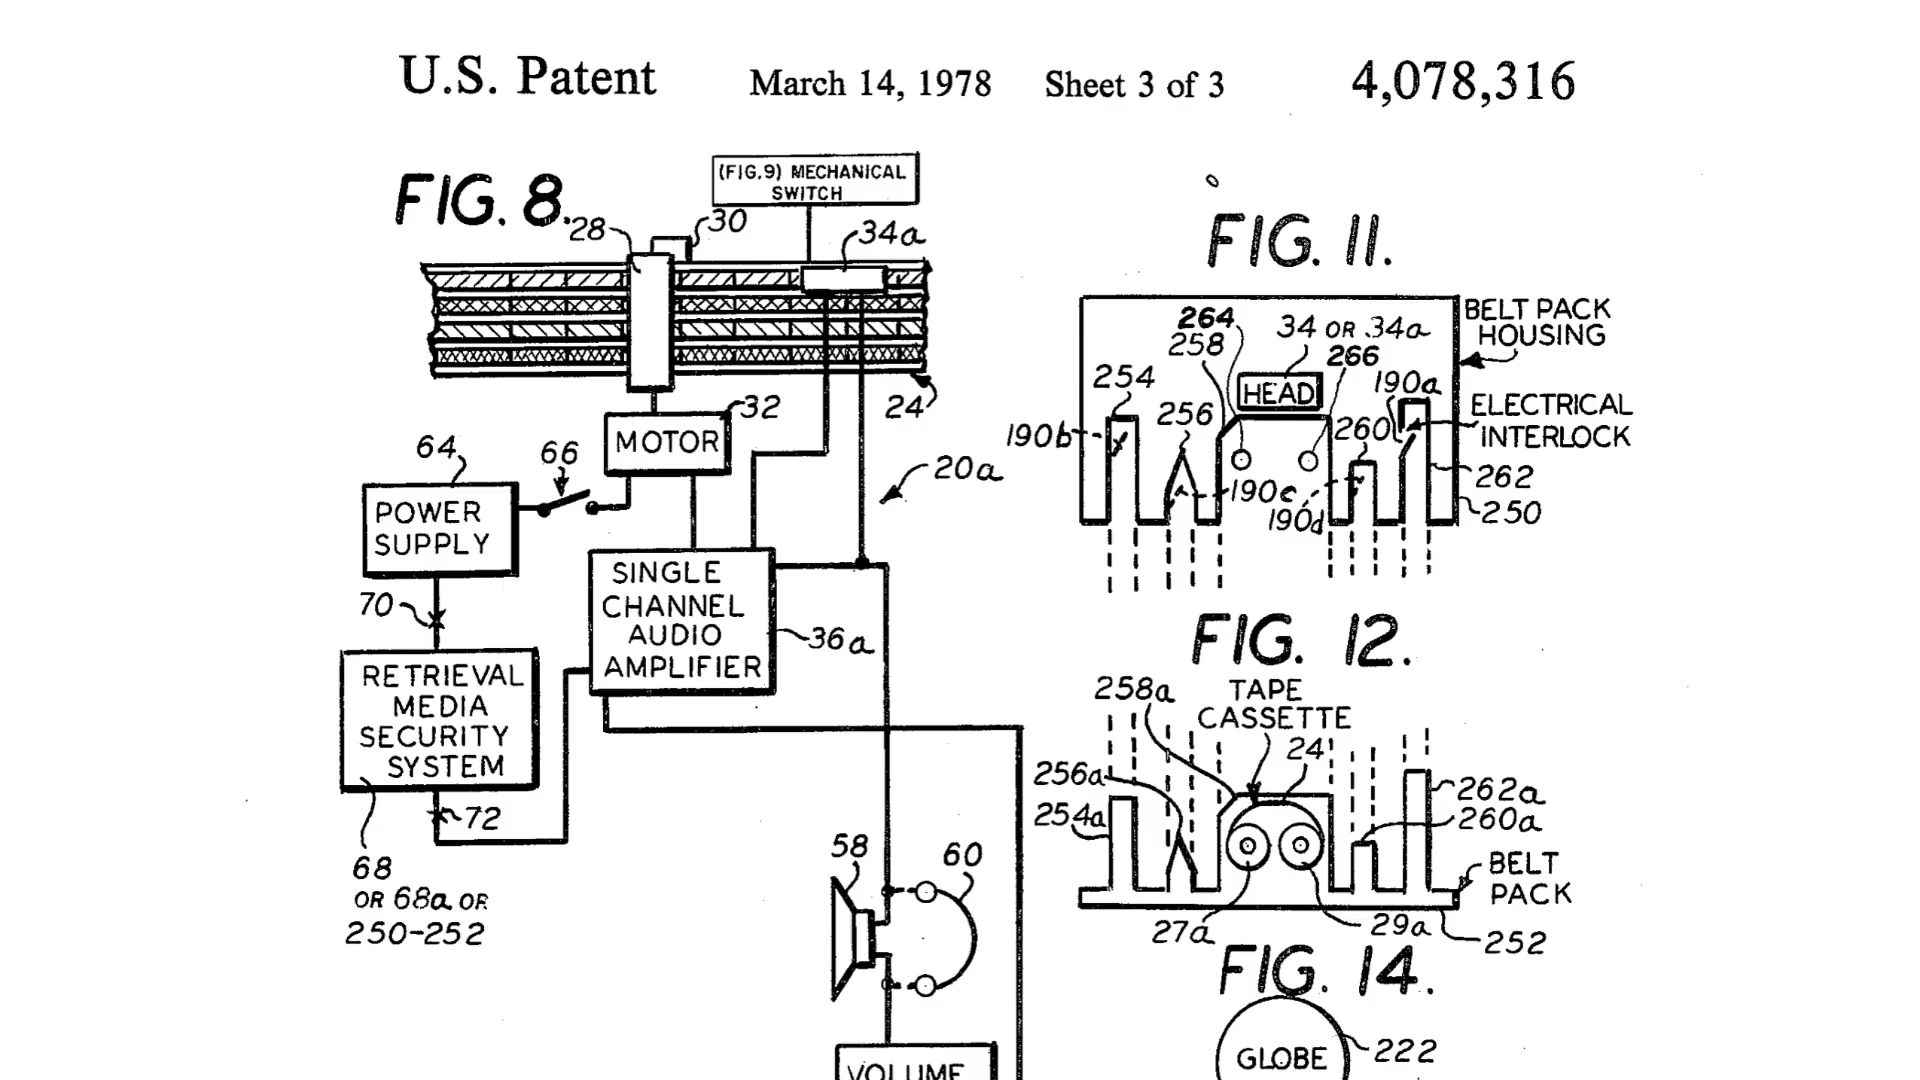 U.S. Patent March 14, 1978 Sheet 3 of 3 4,078,316
FIG. 8.
(FIG.9) MECHANICAL
SWITCH
28
30
34a
24
32
MOTOR
64
66
20a
POWER
SUPPLY
70
SINGLE
CHANNEL
AUDIO
AMPLIFIER
36a
RETRIEVAL
MEDIA
SECURITY
SYSTEM
72
68
OR 68a OR
250-252
58
60
VOLUME
FIG. 11.
BELT PACK
HOUSING
264
34 OR 34a
258
266
254
HEAD
190a
256
ELECTRICAL
INTERLOCK
190b
260
262
190c
190d
250
FIG. 12.
258a
TAPE
CASSETTE
24
256a
262a
254a
260a
BELT
PACK
27a
29a
252
FIG. 14.
GLOBE
222